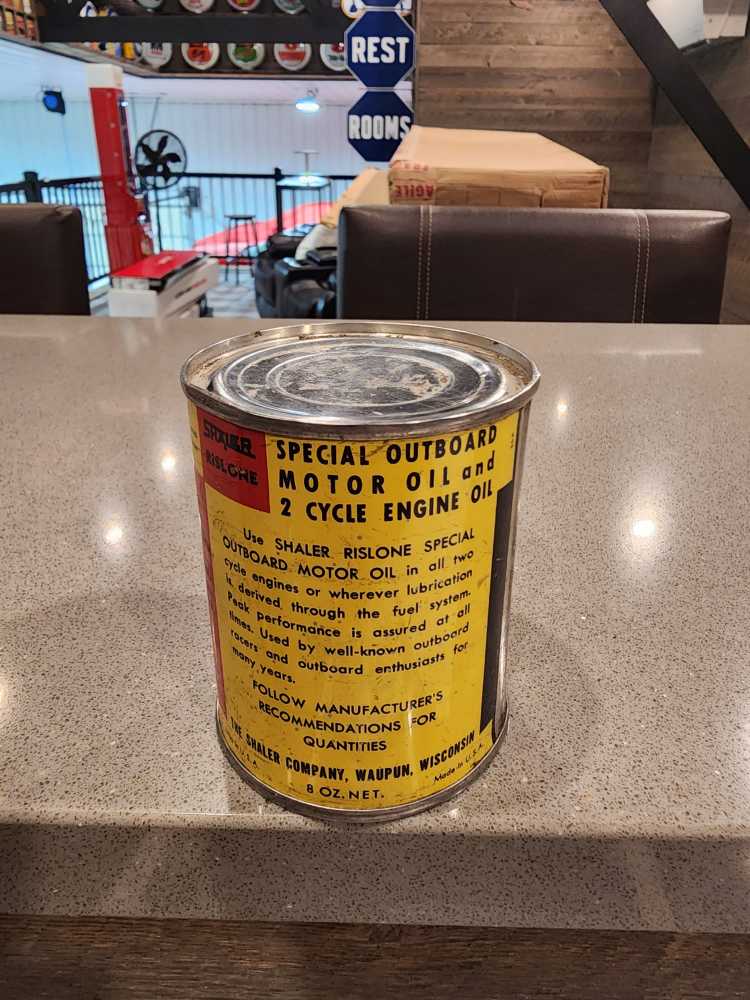 REST
ROOMS
AGILE
SHALER
RISLONE
SPECIAL OUTBOARD
MOTOR OIL and
2 CYCLE ENGINE OIL
Use SHALER RISLONE SPECIAL
OUTBOARD MOTOR OIL in all two
cycle engines or wherever lubrication
is derived through the fuel system.
Peak performance is assured at all
times. Used by well-known outboard
racers and outboard enthusiasts for
many years.
FOLLOW MANUFACTURER'S
RECOMMENDATIONS FOR
QUANTITIES
THE SHALER COMPANY, WAUPUN, WISCONSIN
8 OZ. NET.
Made in U.S.A.